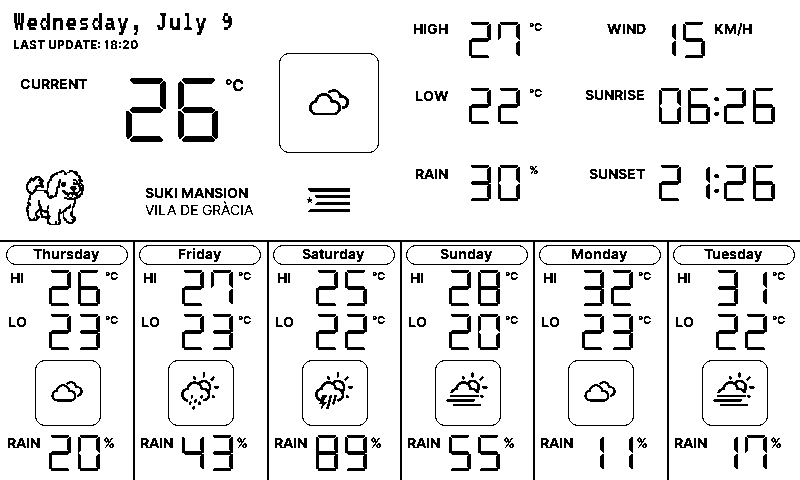 Wednesday, July 9
LAST UPDATE: 18:20
CURRENT 26 °C
HIGH 27 °C
WIND 15 KM/H
LOW 22 °C
SUNRISE 06:26
RAIN 30 %
SUNSET 21:26
SUKI MANSION
VILA DE GRÀCIA
Thursday
HI 26 °C
LO 23 °C
RAIN 20 %
Friday
HI 27 °C
LO 23 °C
RAIN 43 %
Saturday
HI 25 °C
LO 22 °C
RAIN 89 %
Sunday
HI 28 °C
LO 20 °C
RAIN 55 %
Monday
HI 32 °C
LO 23 °C
RAIN 11 %
Tuesday
HI 31 °C
LO 22 °C
RAIN 17 %